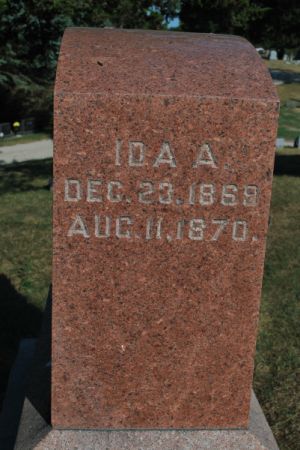 IDA A.
DEC. 23. 1869
AUG. 11. 1870.